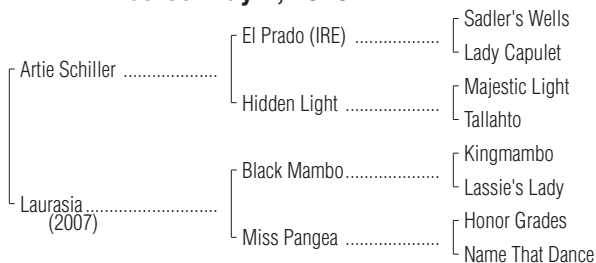 Sadler's Wells
El Prado (IRE) ...................
Lady Capulet
Artie Schiller .....................
Majestic Light
Hidden Light .....................
Tallahto
Kingmambo
Black Mambo.....................
Lassie's Lady
Laurasia..............................
(2007)
Honor Grades
Miss Pangea .....................
Name That Dance